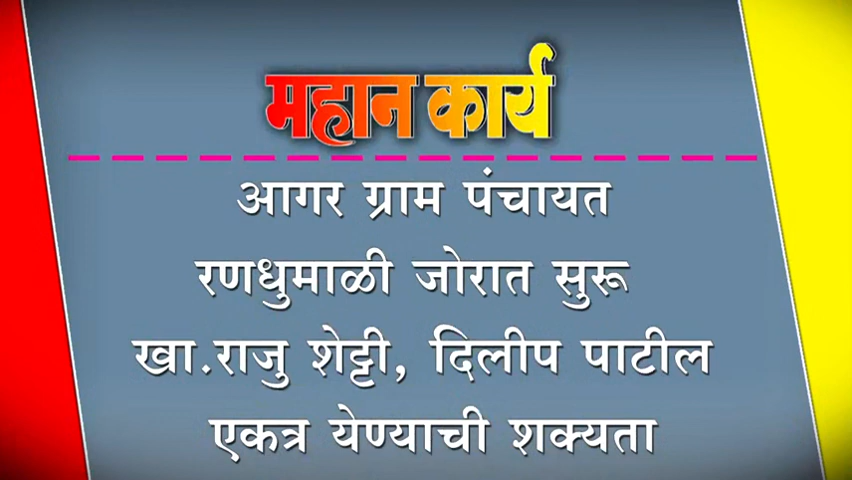 महान कार्य
आगर ग्राम पंचायत
रणधुमाळी जोरात सुरू
खा.राजु शेट्टी, दिलीप पाटील
एकत्र येण्याची शक्यता